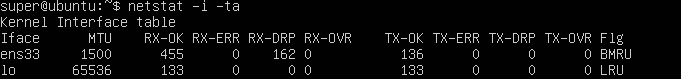 super@ubuntu:~$ netstat -i -ta
Kernel Interface table
Iface      MTU    RX-OK RX-ERR RX-DRP RX-OVR    TX-OK TX-ERR TX-DRP TX-OVR Flg
ens33     1500      455      0    162 0           136      0      0      0 BMRU
lo       65536      133      0      0 0           133      0      0      0 LRU